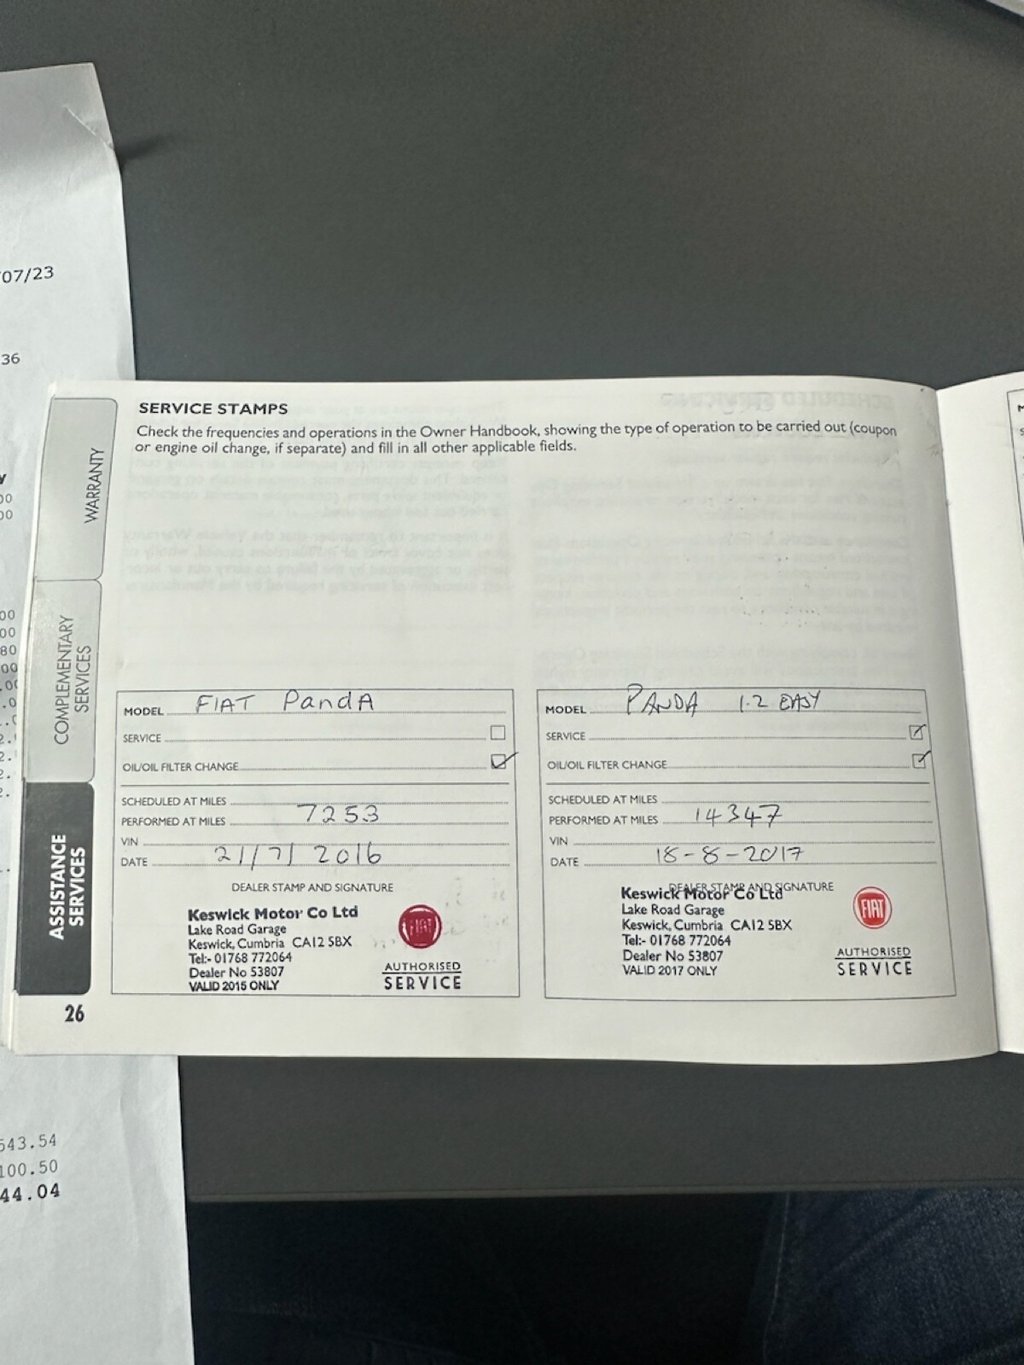 07/23
36
SERVICE STAMPS
Check the frequencies and operations in the Owner Handbook, showing the type of operation to be carried out (coupon
or engine oil change, if separate) and fill in all other applicable fields.
WARRANTY
COMPLEMENTARY
SERVICES
ASSISTANCE
SERVICES
MODEL FIAT PandA
SERVICE
OIL/OIL FILTER CHANGE
SCHEDULED AT MILES
PERFORMED AT MILES 7253
VIN
DATE 21/7/2016
DEALER STAMP AND SIGNATURE
Keswick Motor Co Ltd
Lake Road Garage
Keswick, Cumbria CA12 5BX
Tel:- 01768 772064
Dealer No 53807
VALID 2015 ONLY
FIAT
AUTHORISED
SERVICE
MODEL PANDA 1.2 EASY
SERVICE
OIL/OIL FILTER CHANGE
SCHEDULED AT MILES
PERFORMED AT MILES 14347
VIN
DATE 18-8-2017
DEALER STAMP AND SIGNATURE
Keswick Motor Co Ltd
Lake Road Garage
Keswick, Cumbria CA12 5BX
Tel:- 01768 772064
Dealer No 53807
VALID 2017 ONLY
FIAT
AUTHORISED
SERVICE
26
543.54
100.50
44.04